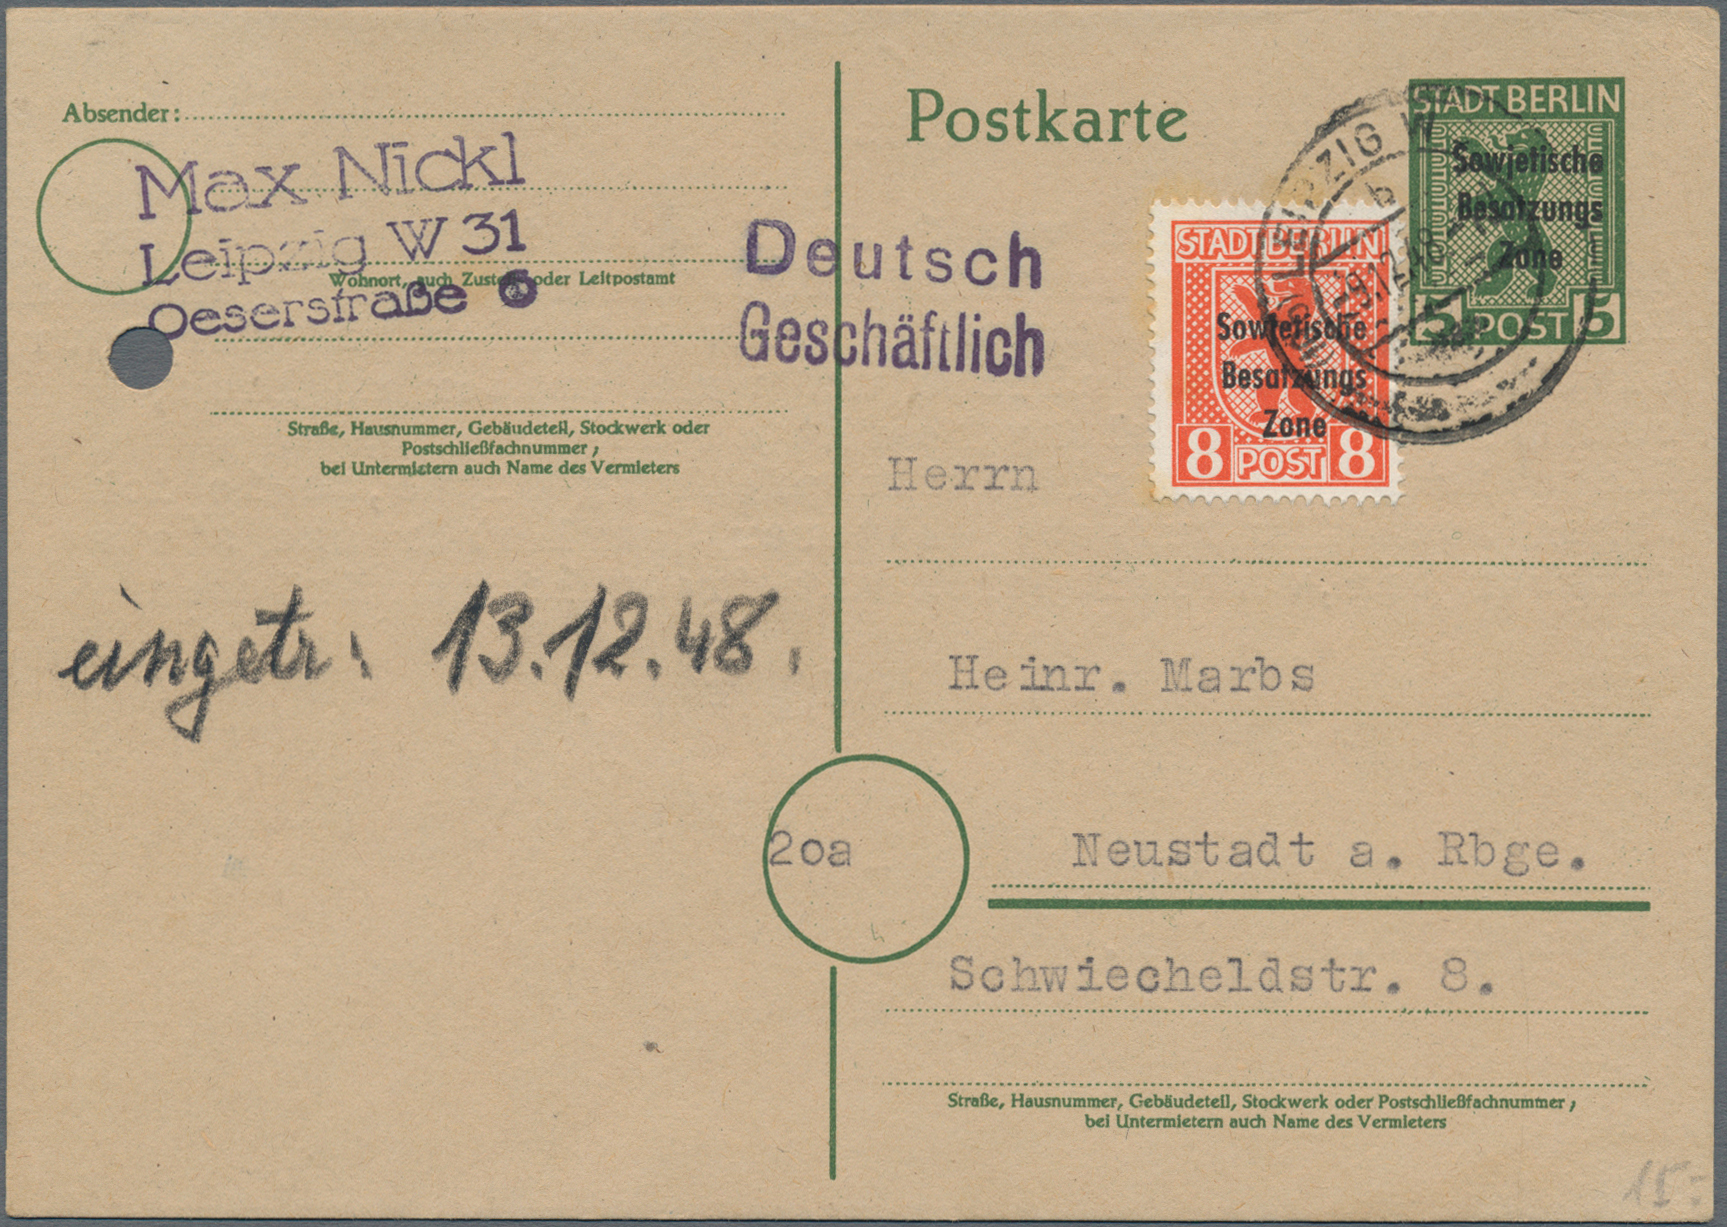 Postkarte
Absender:
Max Nickl
Leipzig W 31
Wohnort, auch Zustell- oder Leitpostamt
Oeserstraße 6
Straße, Hausnummer, Gebäudeteil, Stockwerk oder
Postschließfachnummer;
bei Untermietern auch Name des Vermieters
Deutsch
Geschäftlich
STADT BERLIN
Sowjetische
Besatzungs
Zone
5 POST 5
STADT BERLIN
Sowjetische
Besatzungs
Zone
8 POST 8
LEIPZIG W
b
eingetr. 13.12.48.
Herrn
Heinr. Marbs
20a Neustadt a. Rbge.
Schwiecheldstr. 8.
Straße, Hausnummer, Gebäudeteil, Stockwerk oder Postschließfachnummer;
bei Untermietern auch Name des Vermieters
15.-